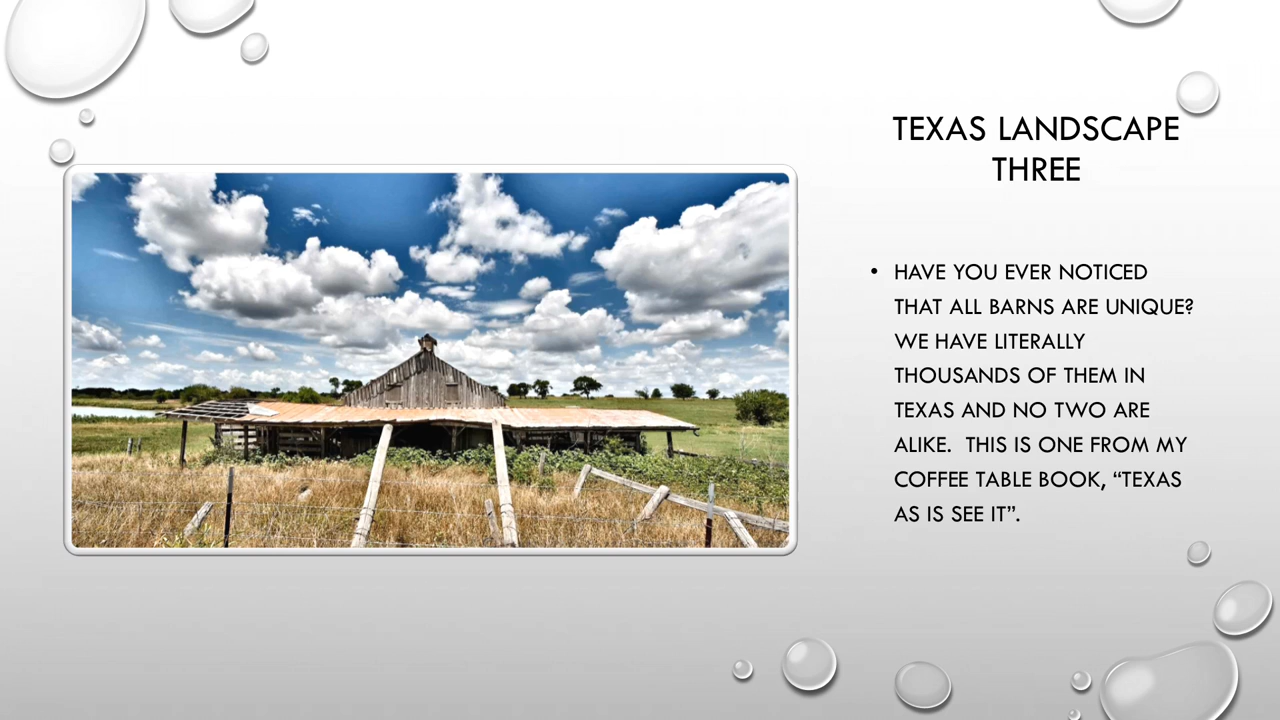 TEXAS LANDSCAPE
THREE
• HAVE YOU EVER NOTICED
THAT ALL BARNS ARE UNIQUE?
WE HAVE LITERALLY
THOUSANDS OF THEM IN
TEXAS AND NO TWO ARE
ALIKE.  THIS IS ONE FROM MY
COFFEE TABLE BOOK, “TEXAS
AS IS SEE IT”.